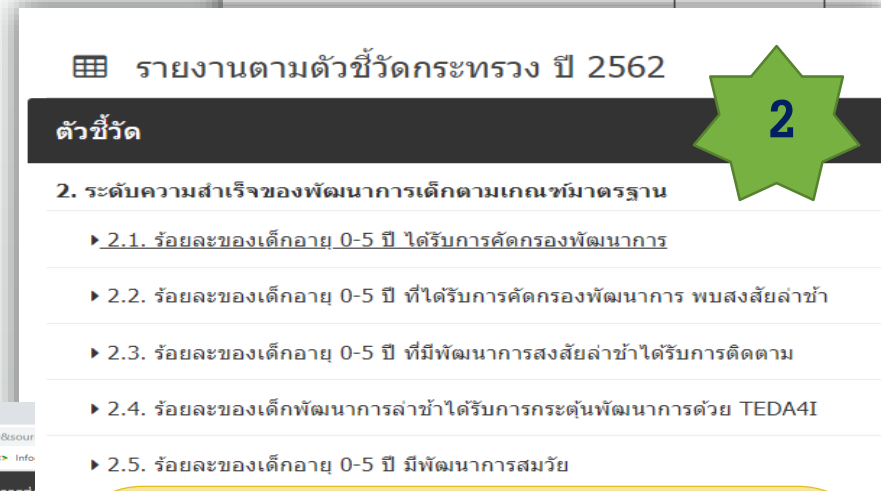 รายงานตามตัวชี้วัดกระทรวง ปี 2562
2
ตัวชี้วัด
2. ระดับความสำเร็จของพัฒนาการเด็กตามเกณฑ์มาตรฐาน
2.1. ร้อยละของเด็กอายุ 0-5 ปี ได้รับการคัดกรองพัฒนาการ
2.2. ร้อยละของเด็กอายุ 0-5 ปี ที่ได้รับการคัดกรองพัฒนาการ พบสงสัยล่าช้า
2.3. ร้อยละของเด็กอายุ 0-5 ปี ที่มีพัฒนาการสงสัยล่าช้าได้รับการติดตาม
2.4. ร้อยละของเด็กพัฒนาการล่าช้าได้รับการกระตุ้นพัฒนาการด้วย TEDA4I
2.5. ร้อยละของเด็กอายุ 0-5 ปี มีพัฒนาการสมวัย